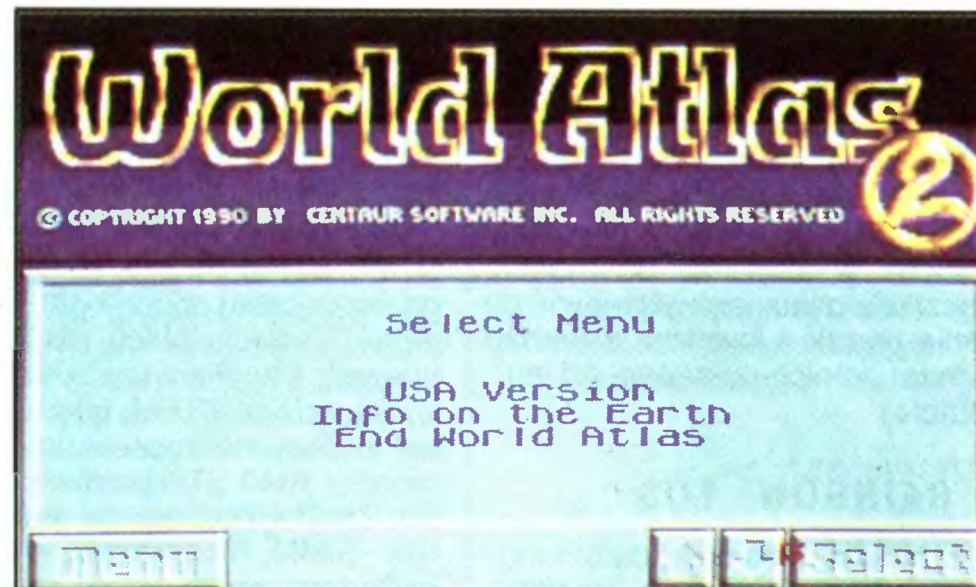 World Atlas 2
© COPYRIGHT 1990 BY CENTAUR SOFTWARE INC. ALL RIGHTS RESERVED
Select Menu
USA Version
Info on the Earth
End World Atlas
Menu
Select